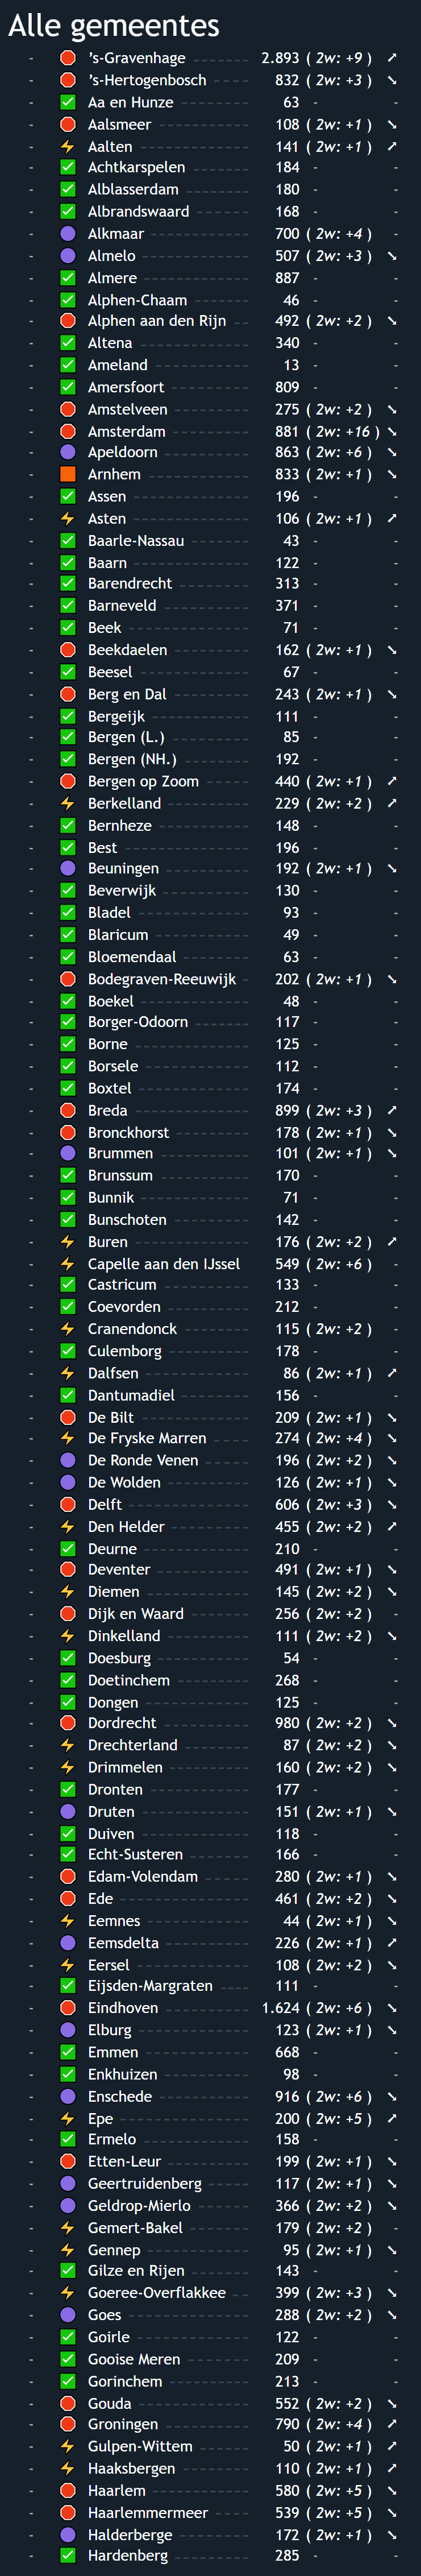 Alle gemeentes
- ’s-Gravenhage 2.893 ( 2w: +9 ) ➚
- ’s-Hertogenbosch 832 ( 2w: +3 ) ➘
- Aa en Hunze 63 - -
- Aalsmeer 108 ( 2w: +1 ) ➘
- Aalten 141 ( 2w: +1 ) ➚
- Achtkarspelen 184 - -
- Alblasserdam 180 - -
- Albrandswaard 168 - -
- Alkmaar 700 ( 2w: +4 ) -
- Almelo 507 ( 2w: +3 ) ➘
- Almere 887 - -
- Alphen-Chaam 46 - -
- Alphen aan den Rijn 492 ( 2w: +2 ) ➘
- Altena 340 - -
- Ameland 13 - -
- Amersfoort 809 - -
- Amstelveen 275 ( 2w: +2 ) ➘
- Amsterdam 881 ( 2w: +16 ) ➘
- Apeldoorn 863 ( 2w: +6 ) ➘
- Arnhem 833 ( 2w: +1 ) ➘
- Assen 196 - -
- Asten 106 ( 2w: +1 ) ➚
- Baarle-Nassau 43 - -
- Baarn 122 - -
- Barendrecht 313 - -
- Barneveld 371 - -
- Beek 71 - -
- Beekdaelen 162 ( 2w: +1 ) ➘
- Beesel 67 - -
- Berg en Dal 243 ( 2w: +1 ) ➘
- Bergeijk 111 - -
- Bergen (L.) 85 - -
- Bergen (NH.) 192 - -
- Bergen op Zoom 440 ( 2w: +1 ) ➚
- Berkelland 229 ( 2w: +2 ) ➚
- Bernheze 148 - -
- Best 196 - -
- Beuningen 192 ( 2w: +1 ) ➘
- Beverwijk 130 - -
- Bladel 93 - -
- Blaricum 49 - -
- Bloemendaal 63 - -
- Bodegraven-Reeuwijk 202 ( 2w: +1 ) ➘
- Boekel 48 - -
- Borger-Odoorn 117 - -
- Borne 125 - -
- Borsele 112 - -
- Boxtel 174 - -
- Breda 899 ( 2w: +3 ) ➚
- Bronckhorst 178 ( 2w: +1 ) ➘
- Brummen 101 ( 2w: +1 ) ➘
- Brunssum 170 - -
- Bunnik 71 - -
- Bunschoten 142 - -
- Buren 176 ( 2w: +2 ) ➚
- Capelle aan den IJssel 549 ( 2w: +6 ) -
- Castricum 133 - -
- Coevorden 212 - -
- Cranendonck 115 ( 2w: +2 ) -
- Culemborg 178 - -
- Dalfsen 86 ( 2w: +1 ) ➚
- Dantumadiel 156 - -
- De Bilt 209 ( 2w: +1 ) ➘
- De Fryske Marren 274 ( 2w: +4 ) ➘
- De Ronde Venen 196 ( 2w: +2 ) ➘
- De Wolden 126 ( 2w: +1 ) ➘
- Delft 606 ( 2w: +3 ) ➘
- Den Helder 455 ( 2w: +2 ) ➚
- Deurne 210 - -
- Deventer 491 ( 2w: +1 ) ➘
- Diemen 145 ( 2w: +2 ) ➘
- Dijk en Waard 256 ( 2w: +2 ) -
- Dinkelland 111 ( 2w: +2 ) ➘
- Doesburg 54 - -
- Doetinchem 268 - -
- Dongen 125 - -
- Dordrecht 980 ( 2w: +2 ) ➘
- Drechterland 87 ( 2w: +2 ) ➘
- Drimmelen 160 ( 2w: +2 ) ➘
- Dronten 177 - -
- Druten 151 ( 2w: +1 ) ➘
- Duiven 118 - -
- Echt-Susteren 166 - -
- Edam-Volendam 280 ( 2w: +1 ) ➘
- Ede 461 ( 2w: +2 ) ➘
- Eemnes 44 ( 2w: +1 ) ➘
- Eemsdelta 226 ( 2w: +1 ) ➚
- Eersel 108 ( 2w: +2 ) ➘
- Eijsden-Margraten 111 - -
- Eindhoven 1.624 ( 2w: +6 ) ➘
- Elburg 123 ( 2w: +1 ) ➘
- Emmen 668 - -
- Enkhuizen 98 - -
- Enschede 916 ( 2w: +6 ) ➘
- Epe 200 ( 2w: +5 ) ➚
- Ermelo 158 - -
- Etten-Leur 199 ( 2w: +1 ) ➘
- Geertruidenberg 117 ( 2w: +1 ) ➘
- Geldrop-Mierlo 366 ( 2w: +2 ) ➘
- Gemert-Bakel 179 ( 2w: +2 ) -
- Gennep 95 ( 2w: +1 ) ➘
- Gilze en Rijen 143 - -
- Goeree-Overflakkee 399 ( 2w: +3 ) ➘
- Goes 288 ( 2w: +2 ) ➘
- Goirle 122 - -
- Gooise Meren 209 - -
- Gorinchem 213 - -
- Gouda 552 ( 2w: +2 ) ➘
- Groningen 790 ( 2w: +4 ) ➚
- Gulpen-Wittem 50 ( 2w: +1 ) ➚
- Haaksbergen 110 ( 2w: +1 ) ➚
- Haarlem 580 ( 2w: +5 ) ➘
- Haarlemmermeer 539 ( 2w: +5 ) ➘
- Halderberge 172 ( 2w: +1 ) ➘
- Hardenberg 285 - -